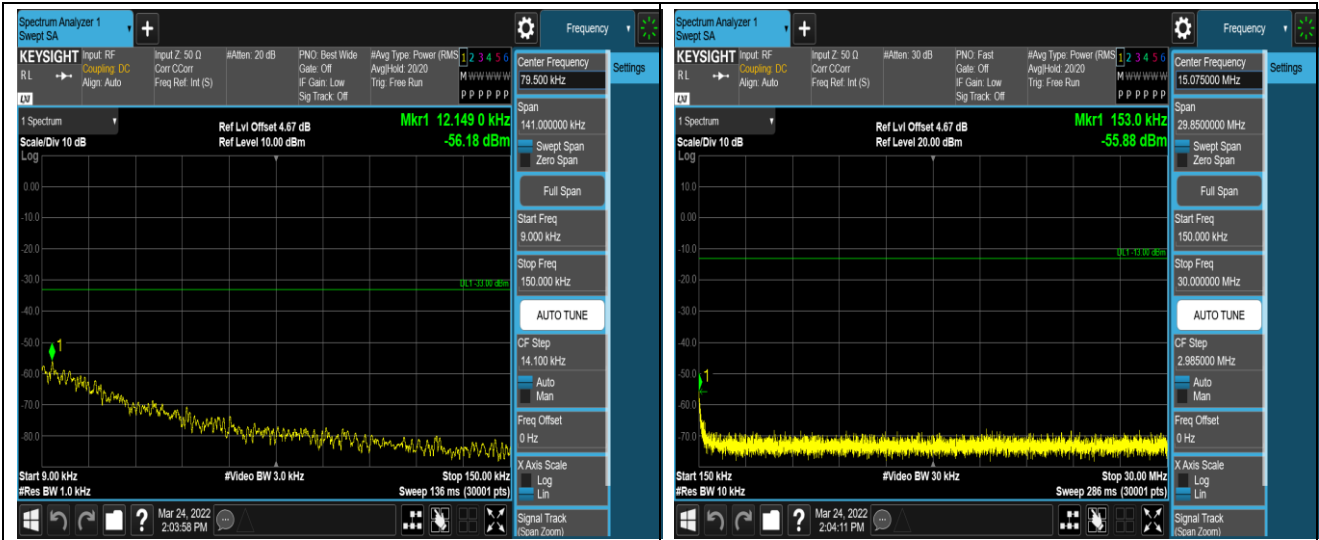 Spectrum Analyzer 1
Swept SA
+
Frequency
KEYSIGHT
RL
Input: RF
Coupling: DC
Align: Auto
Input Z: 50 Ω
Corr CCorr
Freq Ref: Int (S)
#Atten: 20 dB
PNO: Best Wide
Gate: Off
IF Gain: Low
Sig Track: Off
#Avg Type: Power (RMS
Avg|Hold: 20/20
Trig: Free Run
1 2 3 4 5 6
M W W W W W
P P P P P P
Center Frequency
79.500 kHz
Settings
1 Spectrum
Scale/Div 10 dB
Log
Ref Lvl Offset 4.67 dB
Ref Level 10.00 dBm
Mkr1 12.149 0 kHz
-56.18 dBm
0.00
-10.0
-20.0
-30.0
-40.0
-50.0
-60.0
-70.0
-80.0
DL1 -33.00 dBm
1
Start 9.00 kHz
#Res BW 1.0 kHz
#Video BW 3.0 kHz
Stop 150.00 kHz
Sweep 136 ms (30001 pts)
Span
141.000000 kHz
Swept Span
Zero Span
Full Span
Start Freq
9.000 kHz
Stop Freq
150.000 kHz
AUTO TUNE
CF Step
14.100 kHz
Auto
Man
Freq Offset
0 Hz
X Axis Scale
Log
Lin
Signal Track
(Span Zoom)
?
Mar 24, 2022
2:03:58 PM
Spectrum Analyzer 1
Swept SA
+
Frequency
KEYSIGHT
RL
Input: RF
Coupling: DC
Align: Auto
Input Z: 50 Ω
Corr CCorr
Freq Ref: Int (S)
#Atten: 30 dB
PNO: Fast
Gate: Off
IF Gain: Low
Sig Track: Off
#Avg Type: Power (RMS
Avg|Hold: 20/20
Trig: Free Run
1 2 3 4 5 6
M W W W W W
P P P P P P
Center Frequency
15.075000 MHz
Settings
1 Spectrum
Scale/Div 10 dB
Log
Ref Lvl Offset 4.67 dB
Ref Level 20.00 dBm
Mkr1 153.0 kHz
-55.88 dBm
10.0
0.00
-10.0
-20.0
-30.0
-40.0
-50.0
-60.0
-70.0
DL1 -13.00 dBm
1
Start 150 kHz
#Res BW 10 kHz
#Video BW 30 kHz
Stop 30.00 MHz
Sweep 286 ms (30001 pts)
Span
29.8500000 MHz
Swept Span
Zero Span
Full Span
Start Freq
150.000 kHz
Stop Freq
30.000000 MHz
AUTO TUNE
CF Step
2.985000 MHz
Auto
Man
Freq Offset
0 Hz
X Axis Scale
Log
Lin
Signal Track
(Span Zoom)
?
Mar 24, 2022
2:04:11 PM